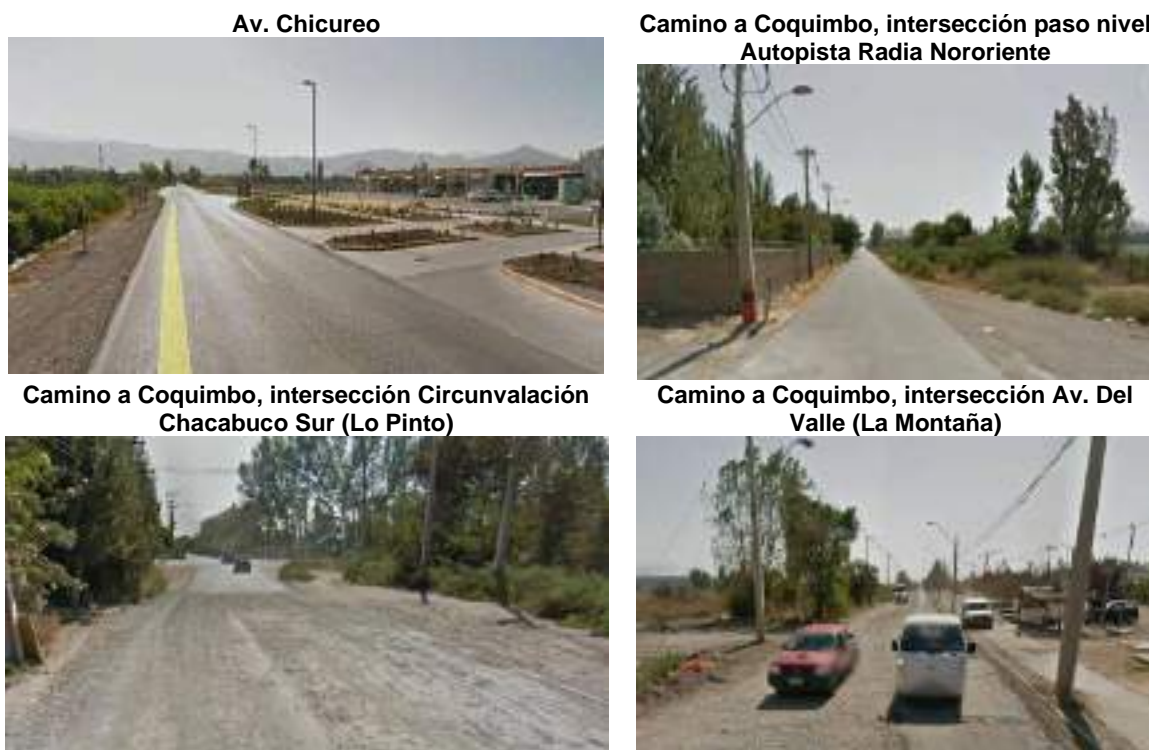 Av. Chicureo
Camino a Coquimbo, intersección paso nivel
Autopista Radia Nororiente
Camino a Coquimbo, intersección Circunvalación
Chacabuco Sur (Lo Pinto)
Camino a Coquimbo, intersección Av. Del
Valle (La Montaña)